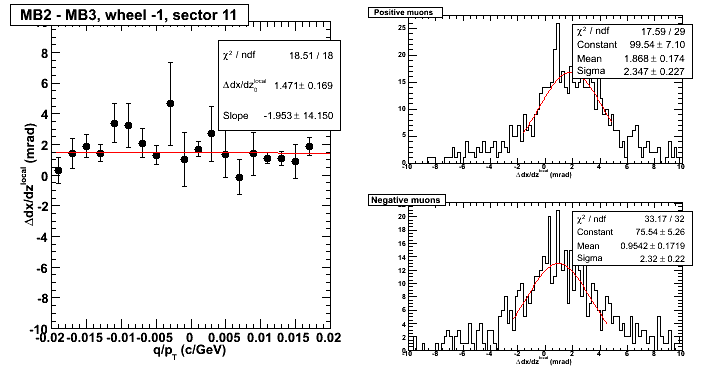 MB2 - MB3, wheel -1, sector 11
χ² / ndf 18.51 / 18
Δdx/dz₀^local 1.471± 0.169
Slope -1.953± 14.150
Δdx/dz^local (mrad)
10
8
6
4
2
0
-2
-4
-6
-8
-10
-0.02 -0.015 -0.01 -0.005 0 0.005 0.01 0.015 0.02
q/p_T (c/GeV)
Positive muons
χ² / ndf 17.59 / 29
Constant 99.54 ± 7.10
Mean 1.868 ± 0.174
Sigma 2.347 ± 0.227
25
20
15
10
5
0
-10 -8 -6 -4 -2 0 2 4 6 8 10
Δdx/dz^local (mrad)
Negative muons
χ² / ndf 33.17 / 32
Constant 75.54 ± 5.26
Mean 0.9542 ± 0.1719
Sigma 2.32 ± 0.22
22
20
18
16
14
12
10
8
6
4
2
0
-10 -8 -6 -4 -2 0 2 4 6 8 10
Δdx/dz^local (mrad)